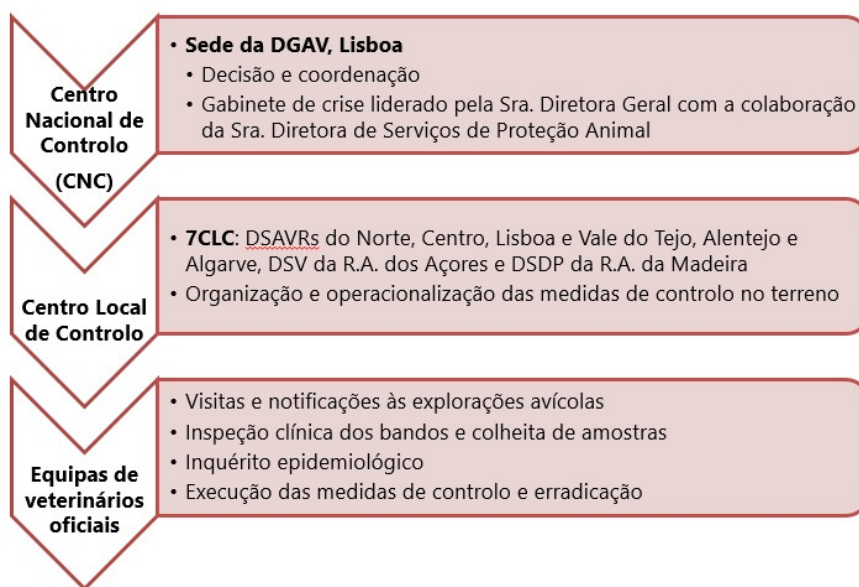 Centro
Nacional de
Controlo
(CNC)
• Sede da DGAV, Lisboa
• Decisão e coordenação
• Gabinete de crise liderado pela Sra. Diretora Geral com a colaboração
da Sra. Diretora de Serviços de Proteção Animal
Centro Local
de Controlo
• 7CLC: DSAVRs do Norte, Centro, Lisboa e Vale do Tejo, Alentejo e
Algarve, DSV da R.A. dos Açores e DSDP da R.A. da Madeira
• Organização e operacionalização das medidas de controlo no terreno
Equipas de
veterinários
oficiais
• Visitas e notificações às explorações avícolas
• Inspeção clínica dos bandos e colheita de amostras
• Inquérito epidemiológico
• Execução das medidas de controlo e erradicação